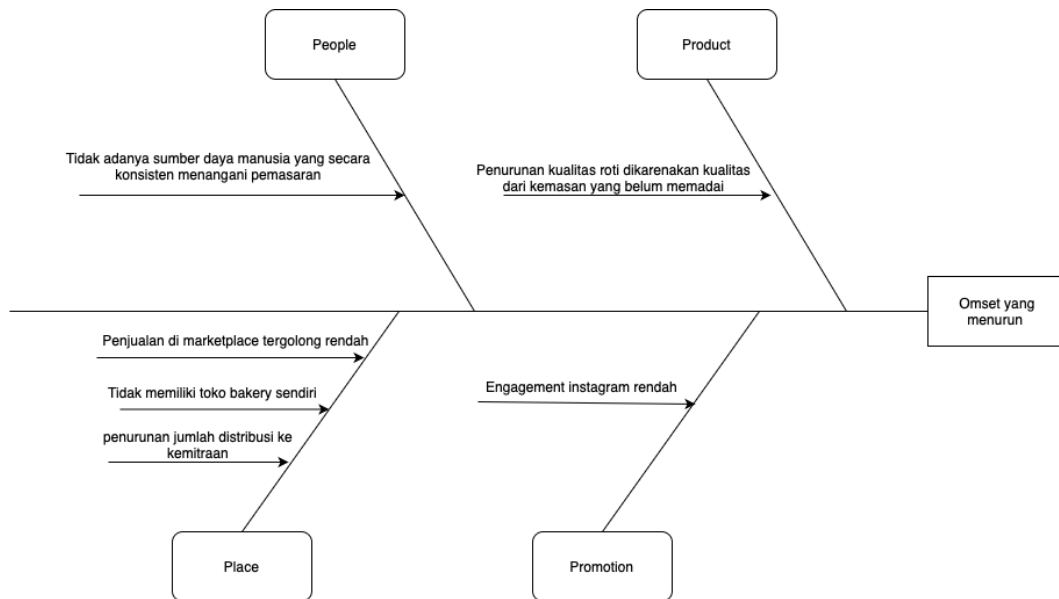 People
Product
Tidak adanya sumber daya manusia yang secara
konsisten menangani pemasaran
Penurunan kualitas roti dikarenakan kualitas
dari kemasan yang belum memadai
Omset yang
menurun
Penjualan di marketplace tergolong rendah
Tidak memiliki toko bakery sendiri
penurunan jumlah distribusi ke
kemitraan
Engagement instagram rendah
Place
Promotion